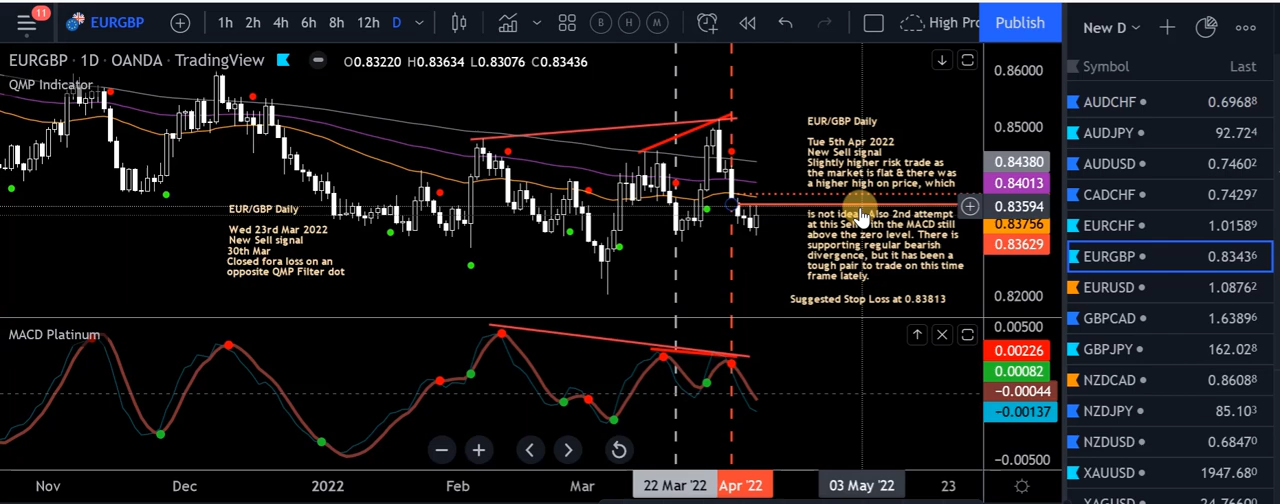 11
EURGBP
1h 2h 4h 6h 8h 12h D
B H M
High Pro
Publish
New D
EURGBP · 1D · OANDA · TradingView
O0.83220 H0.83634 L0.83076 C0.83436
QMP Indicator
EUR/GBP Daily
Tue 5th Apr 2022
New Sell signal
Slightly higher risk trade as
the market is flat & there was
a higher high on price, which
is not ideal. Also 2nd attempt
at this Sell with the MACD still
above the zero level. There is
supporting regular bearish
divergence, but it has been a
tough pair to trade on this time
frame lately.
Suggested Stop Loss at 0.83813
EUR/GBP Daily
Wed 23rd Mar 2022
New Sell signal
30th Mar
Closed for a loss on an
opposite QMP Filter dot
0.86000
0.85000
0.84380
0.84013
0.83594
0.83756
0.83629
0.82000
MACD Platinum
0.00500
0.00226
0.00082
−0.00044
−0.00137
−0.00500
Nov Dec 2022 Feb Mar 22 Mar '22 Apr '22 03 May '22 23
Symbol Last
AUDCHF 0.69688
AUDJPY 92.724
AUDUSD 0.74602
CADCHF 0.74297
EURCHF 1.01589
EURGBP 0.83436
EURUSD 1.08762
GBPCAD 1.63896
GBPJPY 162.028
NZDCAD 0.86088
NZDJPY 85.103
NZDUSD 0.68470
XAUUSD 1947.680
XAGUSD 24.76600